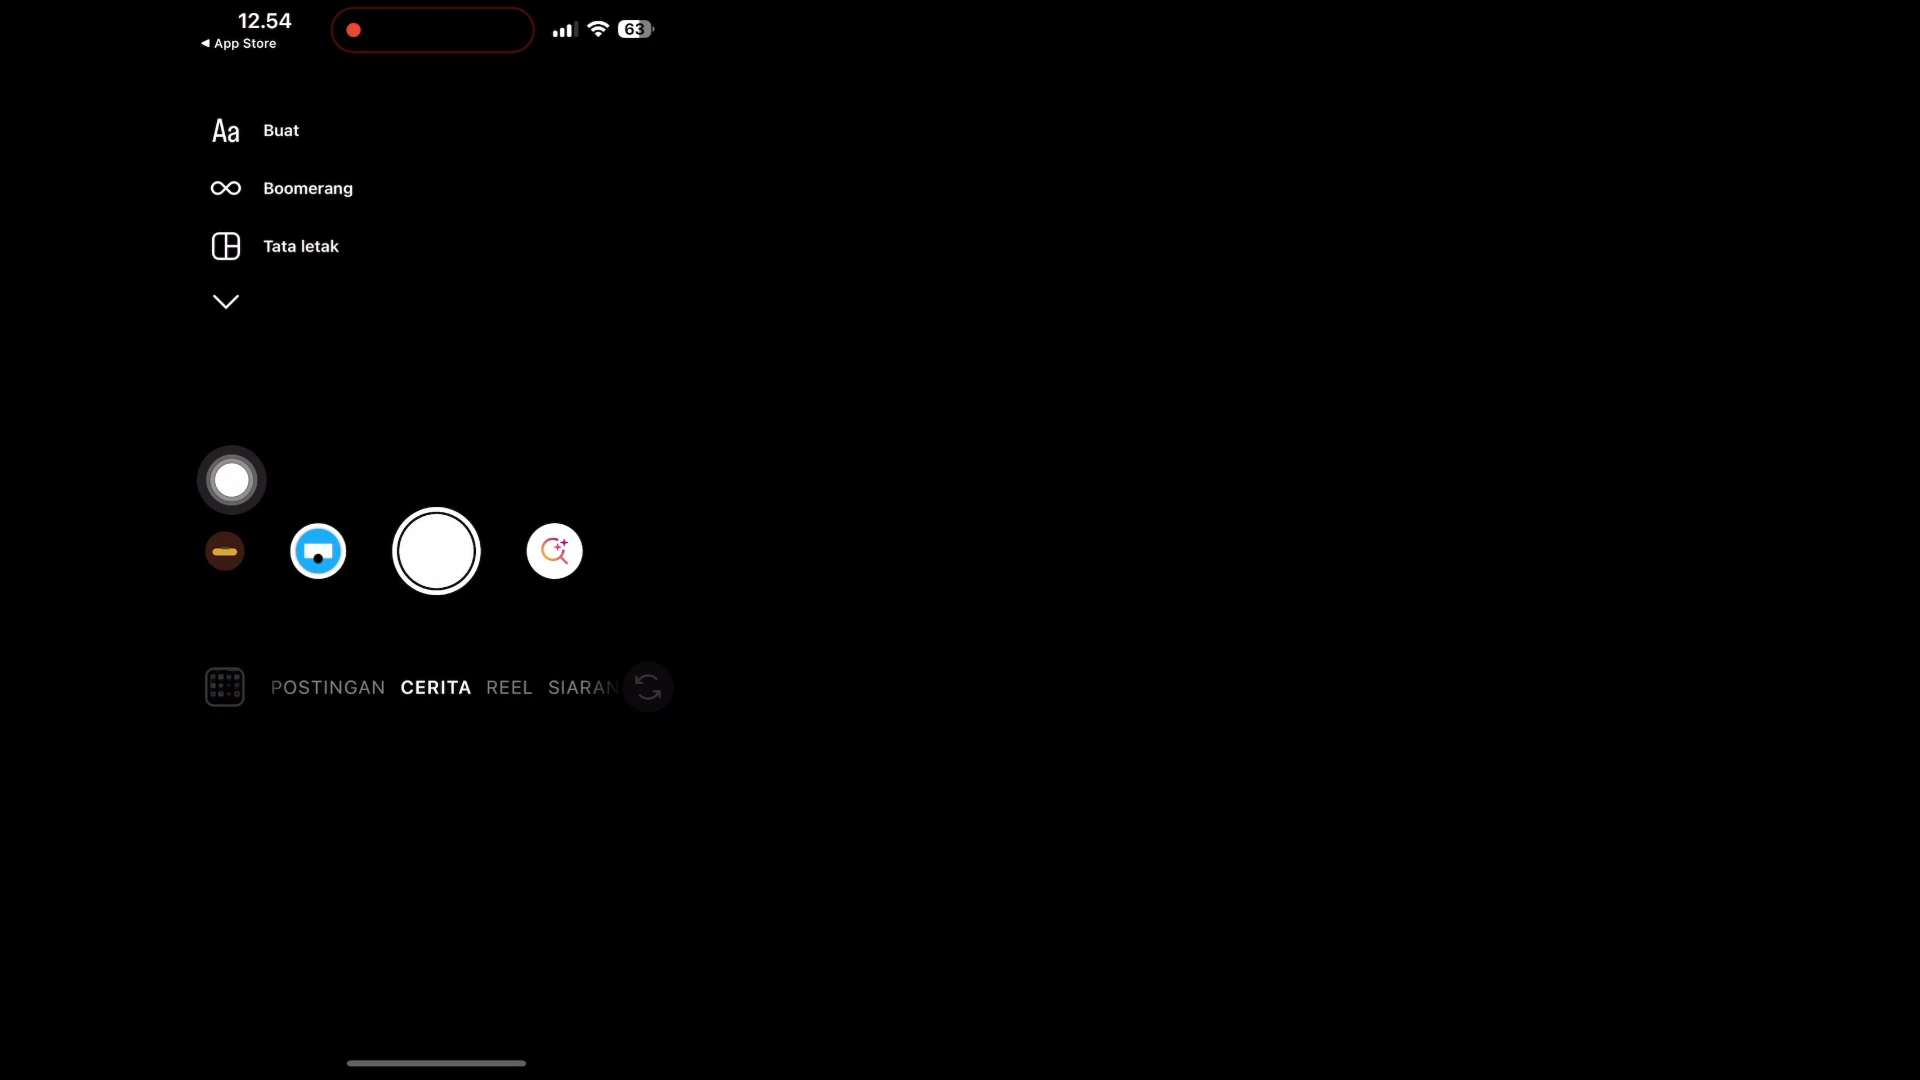 12.54
◀ App Store
63
Aa Buat
Boomerang
Tata letak
POSTINGAN CERITA REEL SIARAN